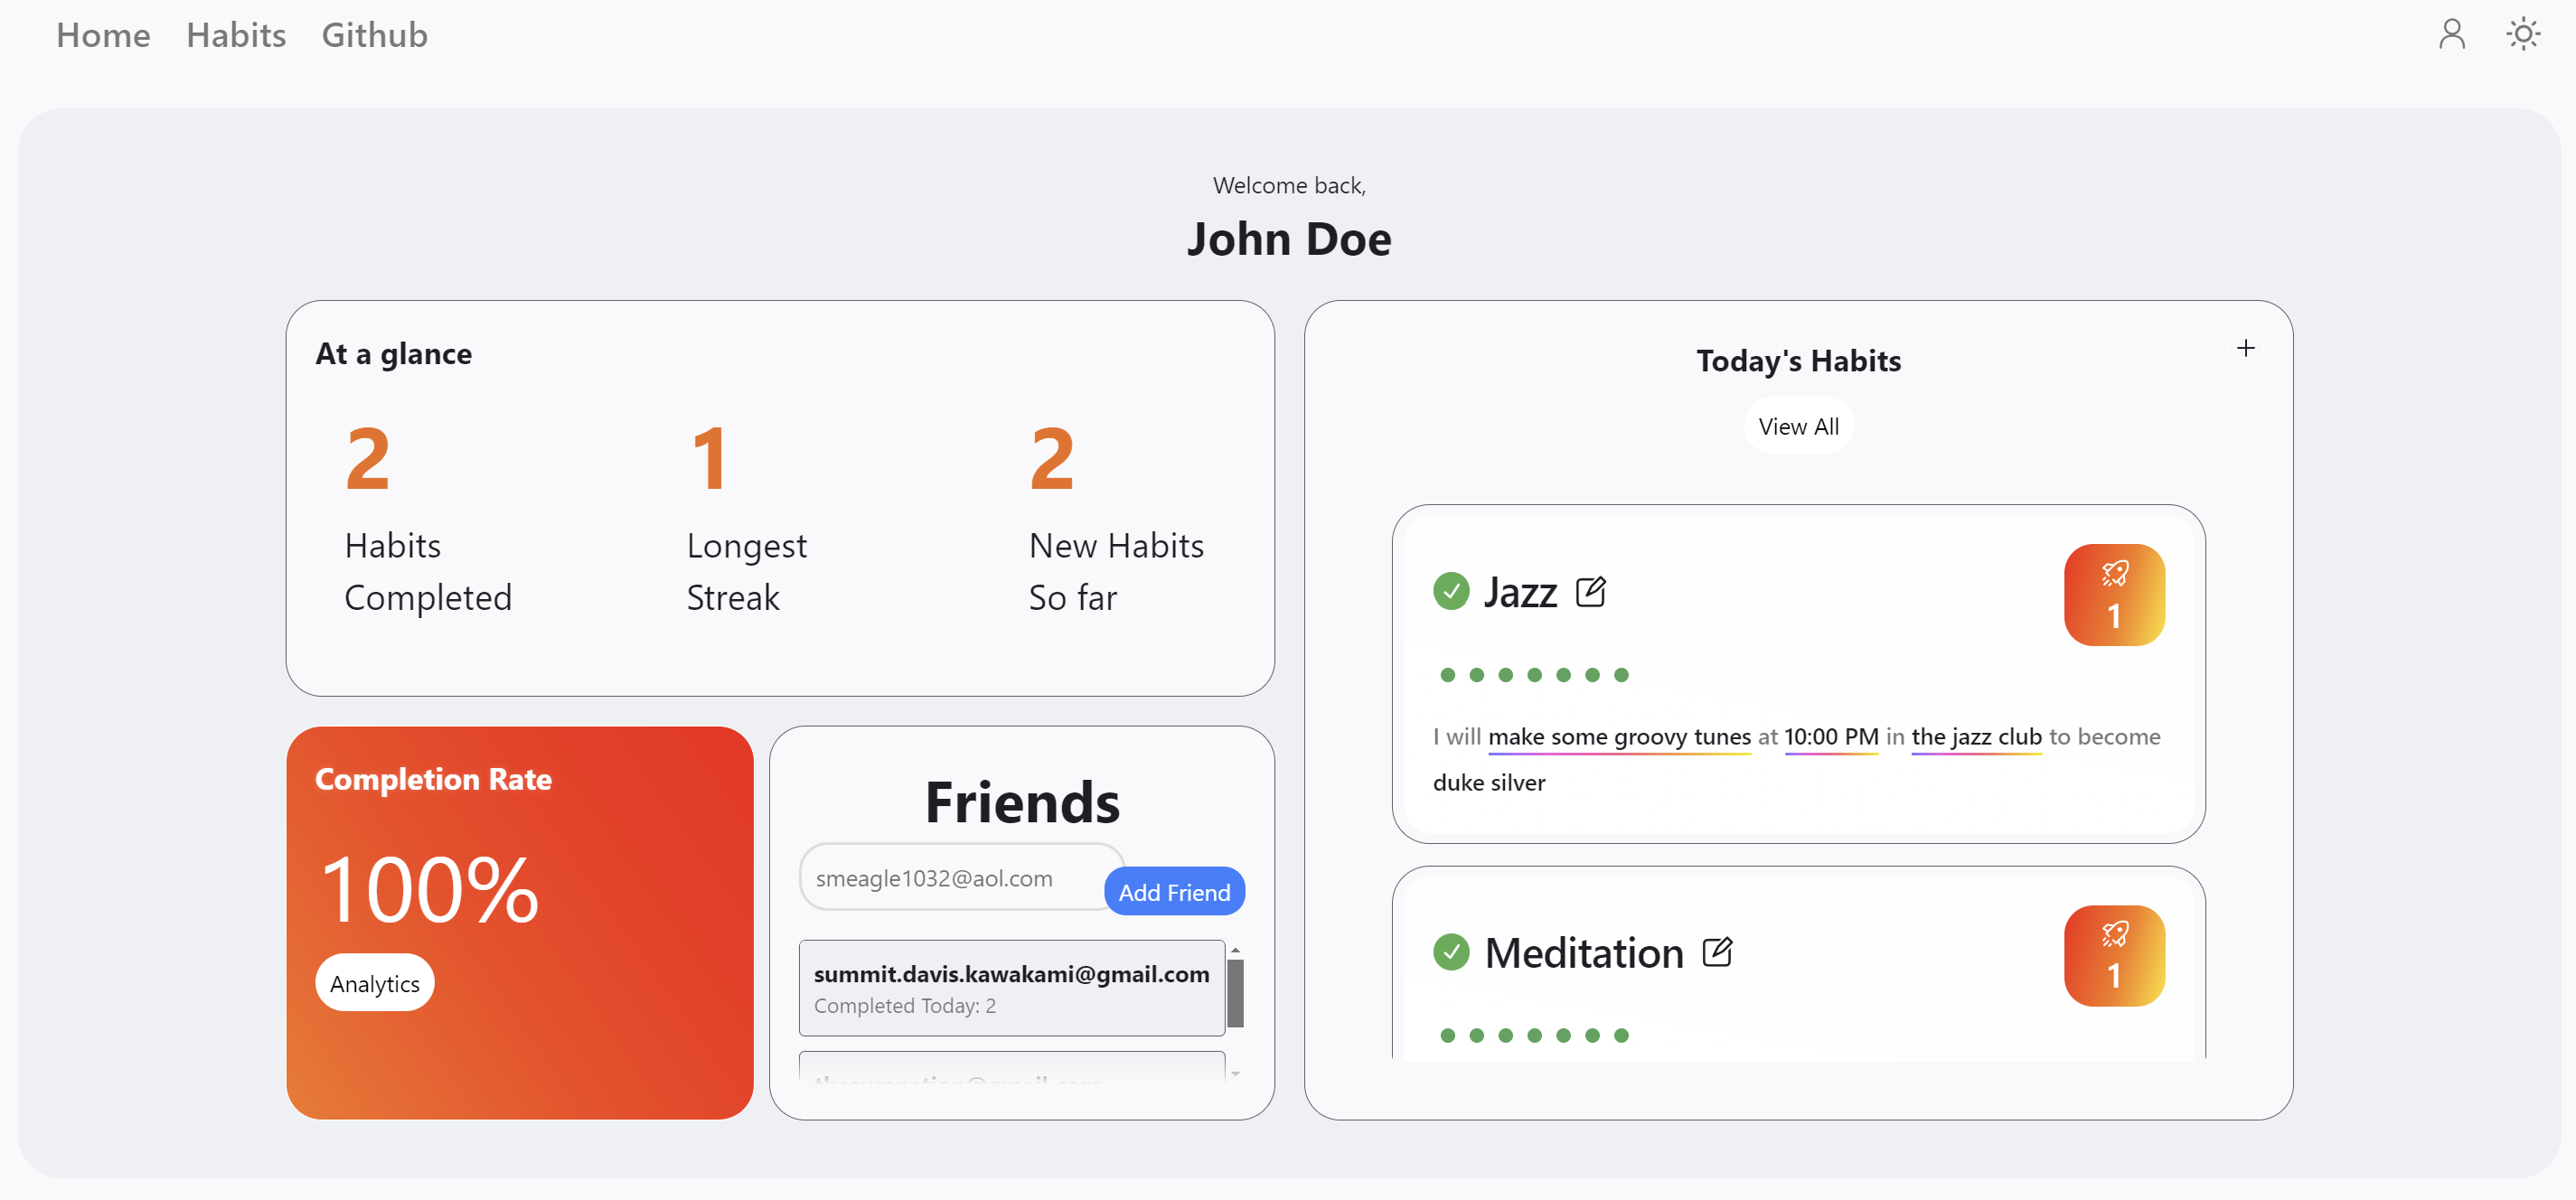 Home Habits Github
Welcome back,
John Doe
At a glance
2
Habits
Completed
1
Longest
Streak
2
New Habits
So far
Completion Rate
100%
Analytics
Friends
smeagle1032@aol.com
Add Friend
summit.davis.kawakami@gmail.com
Completed Today: 2
Today's Habits
View All
Jazz
1
I will make some groovy tunes at 10:00 PM in the jazz club to become
duke silver
Meditation
1